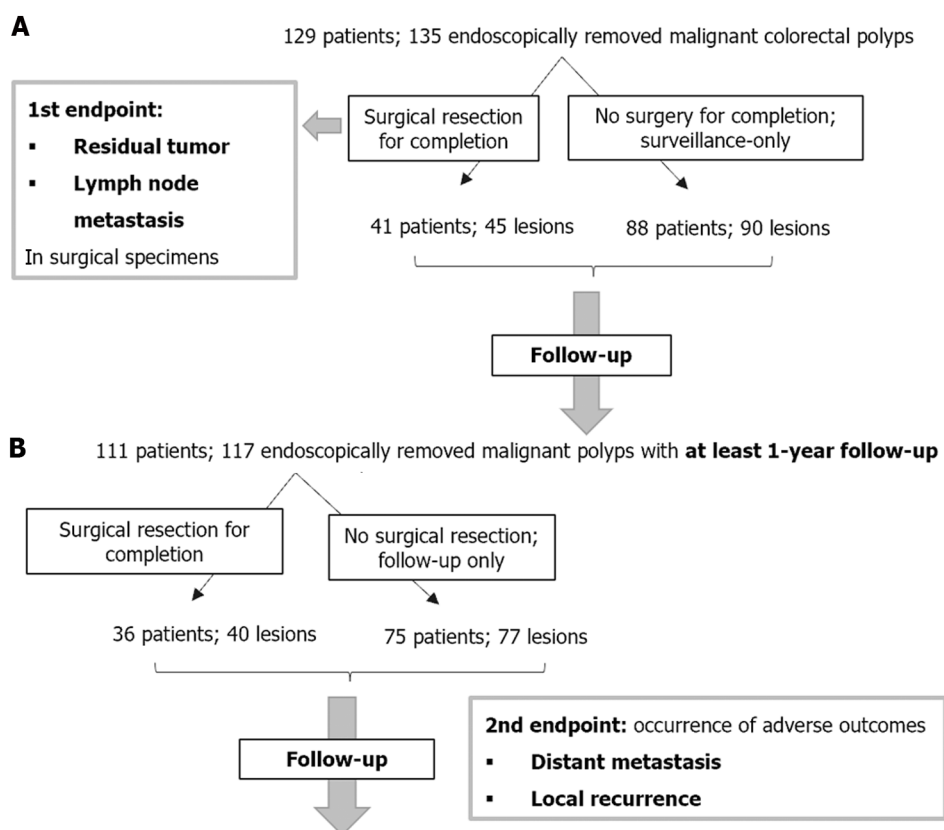 A
129 patients; 135 endoscopically removed malignant colorectal polyps
1st endpoint:
▪ Residual tumor
▪ Lymph node
metastasis
In surgical specimens
Surgical resection
for completion
No surgery for completion;
surveillance-only
41 patients; 45 lesions
88 patients; 90 lesions
Follow-up
B
111 patients; 117 endoscopically removed malignant polyps with at least 1-year follow-up
Surgical resection for
completion
No surgical resection;
follow-up only
36 patients; 40 lesions
75 patients; 77 lesions
Follow-up
2nd endpoint: occurrence of adverse outcomes
▪ Distant metastasis
▪ Local recurrence